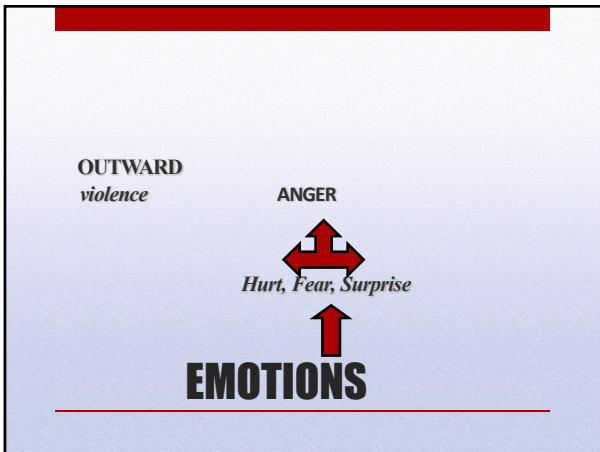 OUTWARD
violence
ANGER
Hurt, Fear, Surprise
EMOTIONS